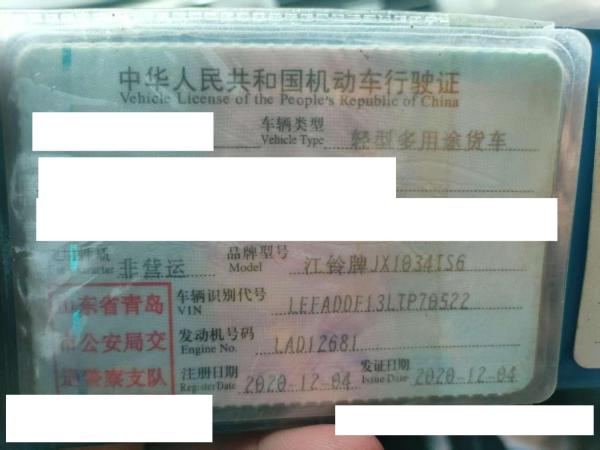 中华人民共和国机动车行驶证
Vehicle License of the People's Republic of China
车辆类型 轻型多用途货车
Vehicle Type
非营运 品牌型号 江铃牌JX1034TS6
Character Model
山东省青岛 车辆识别代号 LEFADDF13LTP70522
VIN
市公安局交 发动机号码 LAD12681
Engine No.
通警察支队 注册日期 2020-12-04 发证日期 2020-12-04
Register Date Issue Date